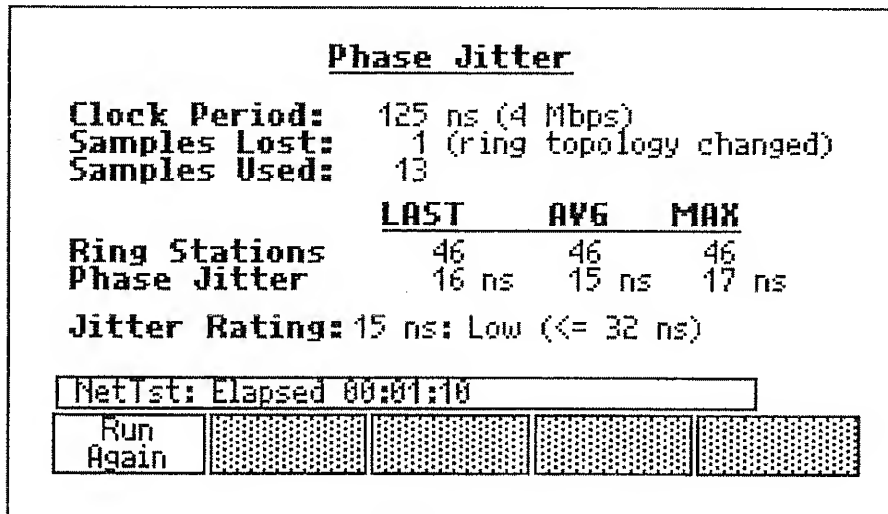 Phase Jitter
Clock Period: 125 ns (4 Mbps)
Samples Lost: 1 (ring topology changed)
Samples Used: 13
LAST AVG MAX
Ring Stations 46 46 46
Phase Jitter 16 ns 15 ns 17 ns
Jitter Rating: 15 ns: Low (<= 32 ns)
NetTst: Elapsed 00:01:10
Run
Again